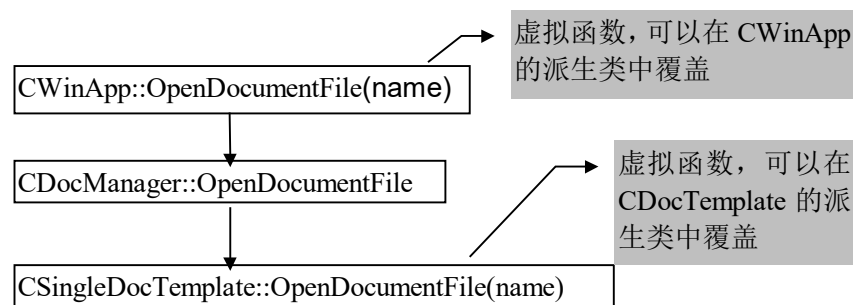 虚拟函数，可以在 CWinApp
的派生类中覆盖
CWinApp::OpenDocumentFile(name)
CDocManager::OpenDocumentFile
虚拟函数，可以在
CDocTemplate 的派
生类中覆盖
CSingleDocTemplate::OpenDocumentFile(name)